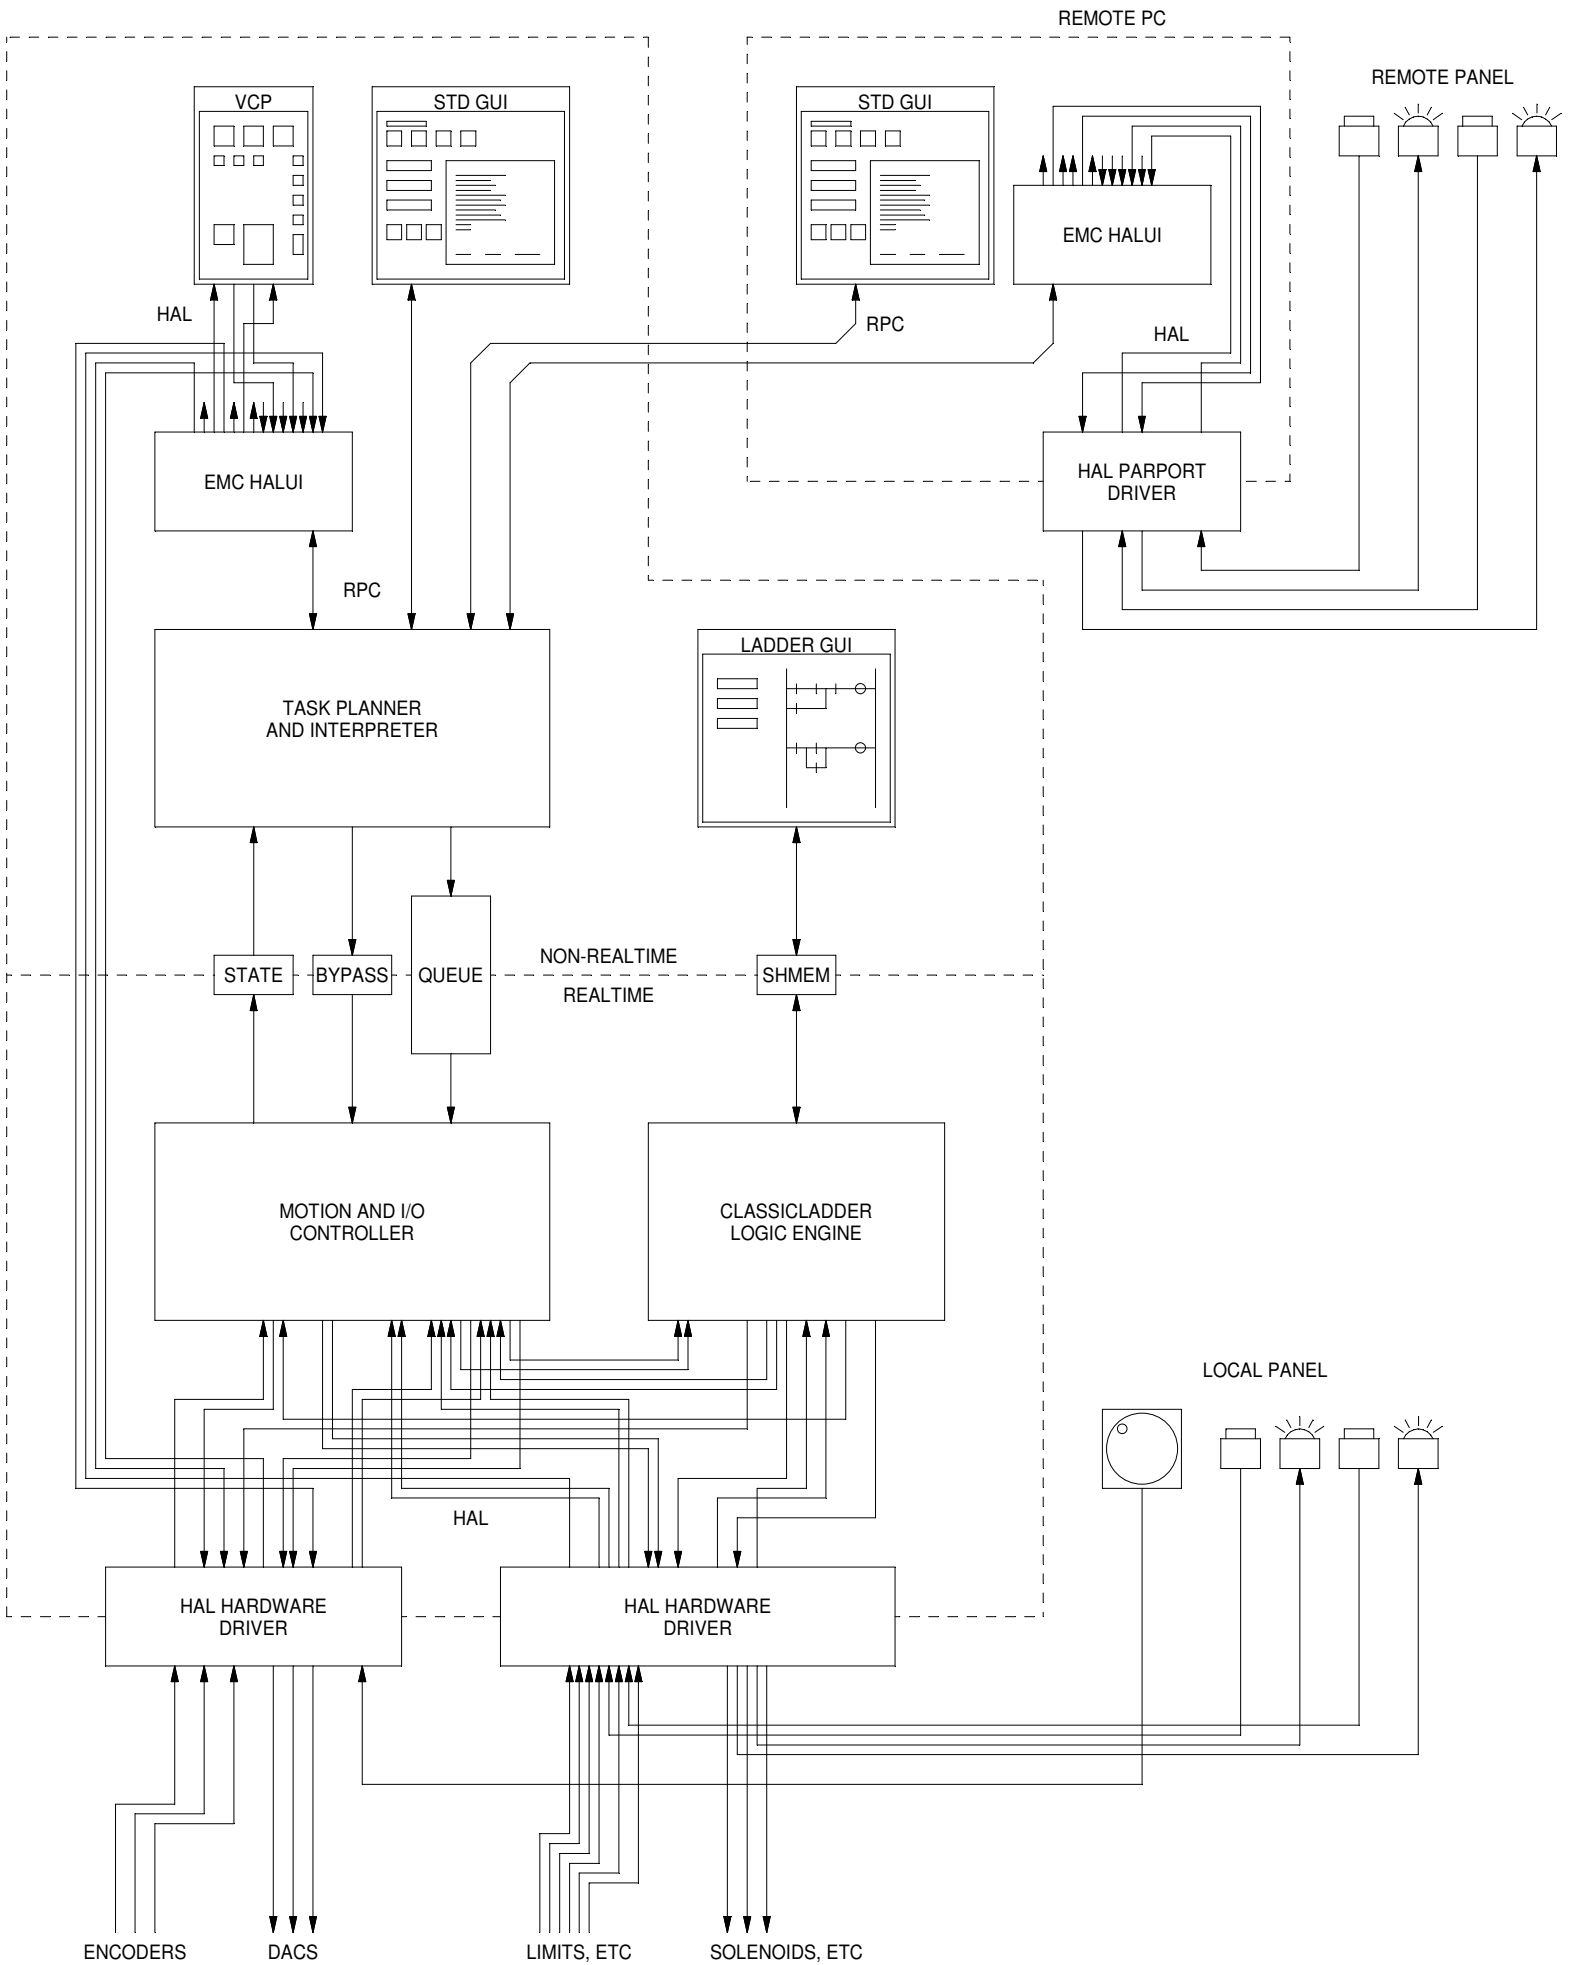 REMOTE PC
REMOTE PANEL
VCP
STD GUI
STD GUI
EMC HALUI
HAL
RPC
HAL
EMC HALUI
HAL PARPORT
DRIVER
RPC
LADDER GUI
TASK PLANNER
AND INTERPRETER
NON-REALTIME
STATE
BYPASS
QUEUE
SHMEM
REALTIME
MOTION AND I/O
CONTROLLER
CLASSICLADDER
LOGIC ENGINE
LOCAL PANEL
HAL
HAL HARDWARE
DRIVER
HAL HARDWARE
DRIVER
ENCODERS
DACS
LIMITS, ETC
SOLENOIDS, ETC